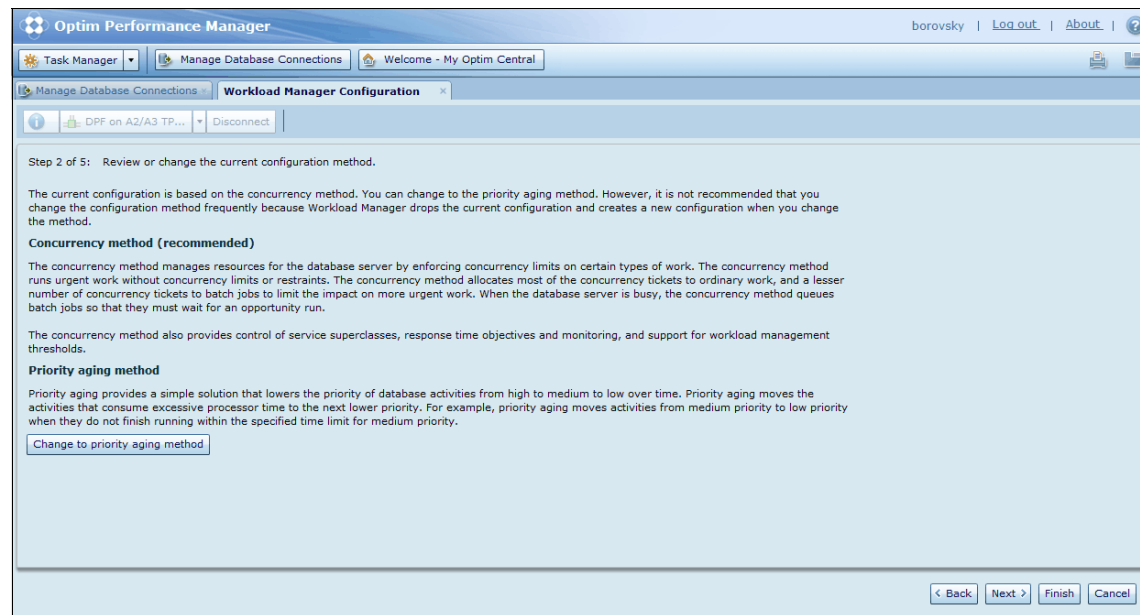 Optim Performance Manager
borovsky | Log out | About | ?
Task Manager Manage Database Connections Welcome - My Optim Central
Manage Database Connections Workload Manager Configuration ×
DPF on A2/A3 TP... Disconnect
Step 2 of 5: Review or change the current configuration method.
The current configuration is based on the concurrency method. You can change to the priority aging method. However, it is not recommended that you
change the configuration method frequently because Workload Manager drops the current configuration and creates a new configuration when you change
the method.
Concurrency method (recommended)
The concurrency method manages resources for the database server by enforcing concurrency limits on certain types of work. The concurrency method
runs urgent work without concurrency limits or restraints. The concurrency method allocates most of the concurrency tickets to ordinary work, and a lesser
number of concurrency tickets to batch jobs to limit the impact on more urgent work. When the database server is busy, the concurrency method queues
batch jobs so that they must wait for an opportunity run.
The concurrency method also provides control of service superclasses, response time objectives and monitoring, and support for workload management
thresholds.
Priority aging method
Priority aging provides a simple solution that lowers the priority of database activities from high to medium to low over time. Priority aging moves the
activities that consume excessive processor time to the next lower priority. For example, priority aging moves activities from medium priority to low priority
when they do not finish running within the specified time limit for medium priority.
Change to priority aging method
< Back Next > Finish Cancel